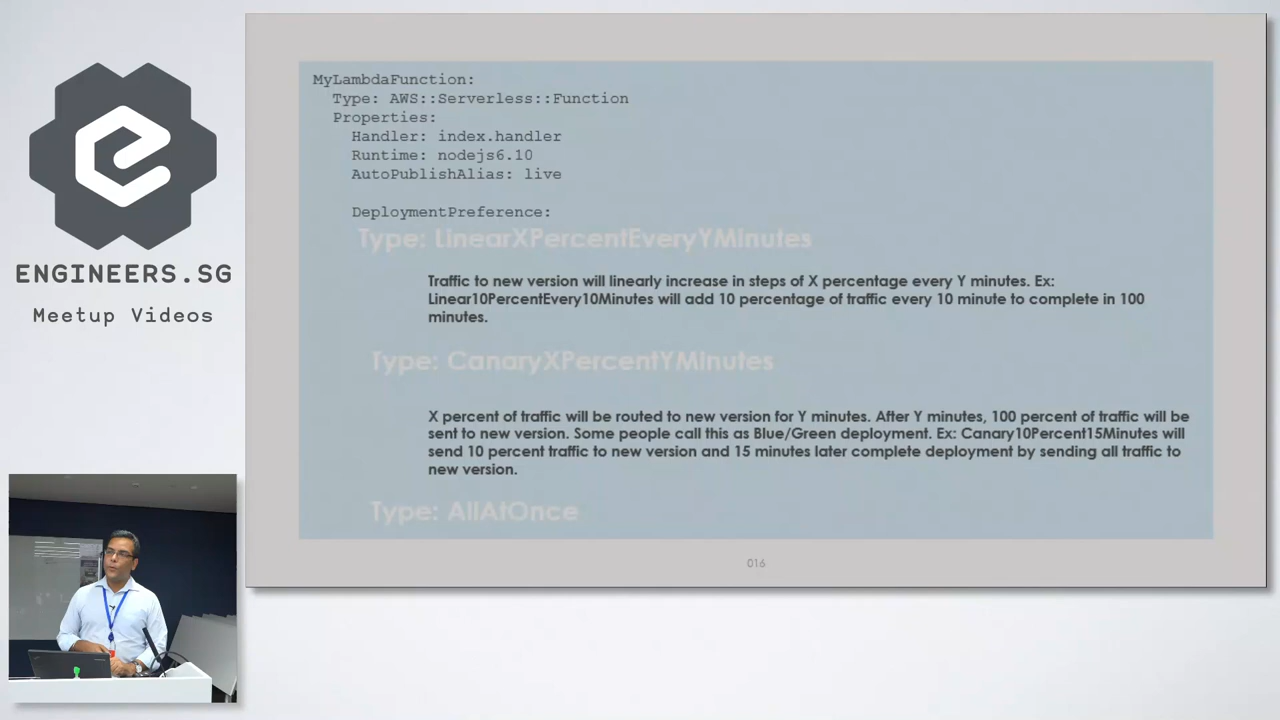 ENGINEERS.SG
Meetup Videos
MyLambdaFunction:
Type: AWS::Serverless::Function
Properties:
Handler: index.handler
Runtime: nodejs6.10
AutoPublishAlias: live
DeploymentPreference:
Type: LinearXPercentEveryYMinutes
Traffic to new version will linearly increase in steps of X percentage every Y minutes. Ex:
Linear10PercentEvery10Minutes will add 10 percentage of traffic every 10 minute to complete in 100
minutes.
Type: CanaryXPercentYMinutes
X percent of traffic will be routed to new version for Y minutes. After Y minutes, 100 percent of traffic will be
sent to new version. Some people call this as Blue/Green deployment. Ex: Canary10Percent15Minutes will
send 10 percent traffic to new version and 15 minutes later complete deployment by sending all traffic to
new version.
Type: AllAtOnce
016